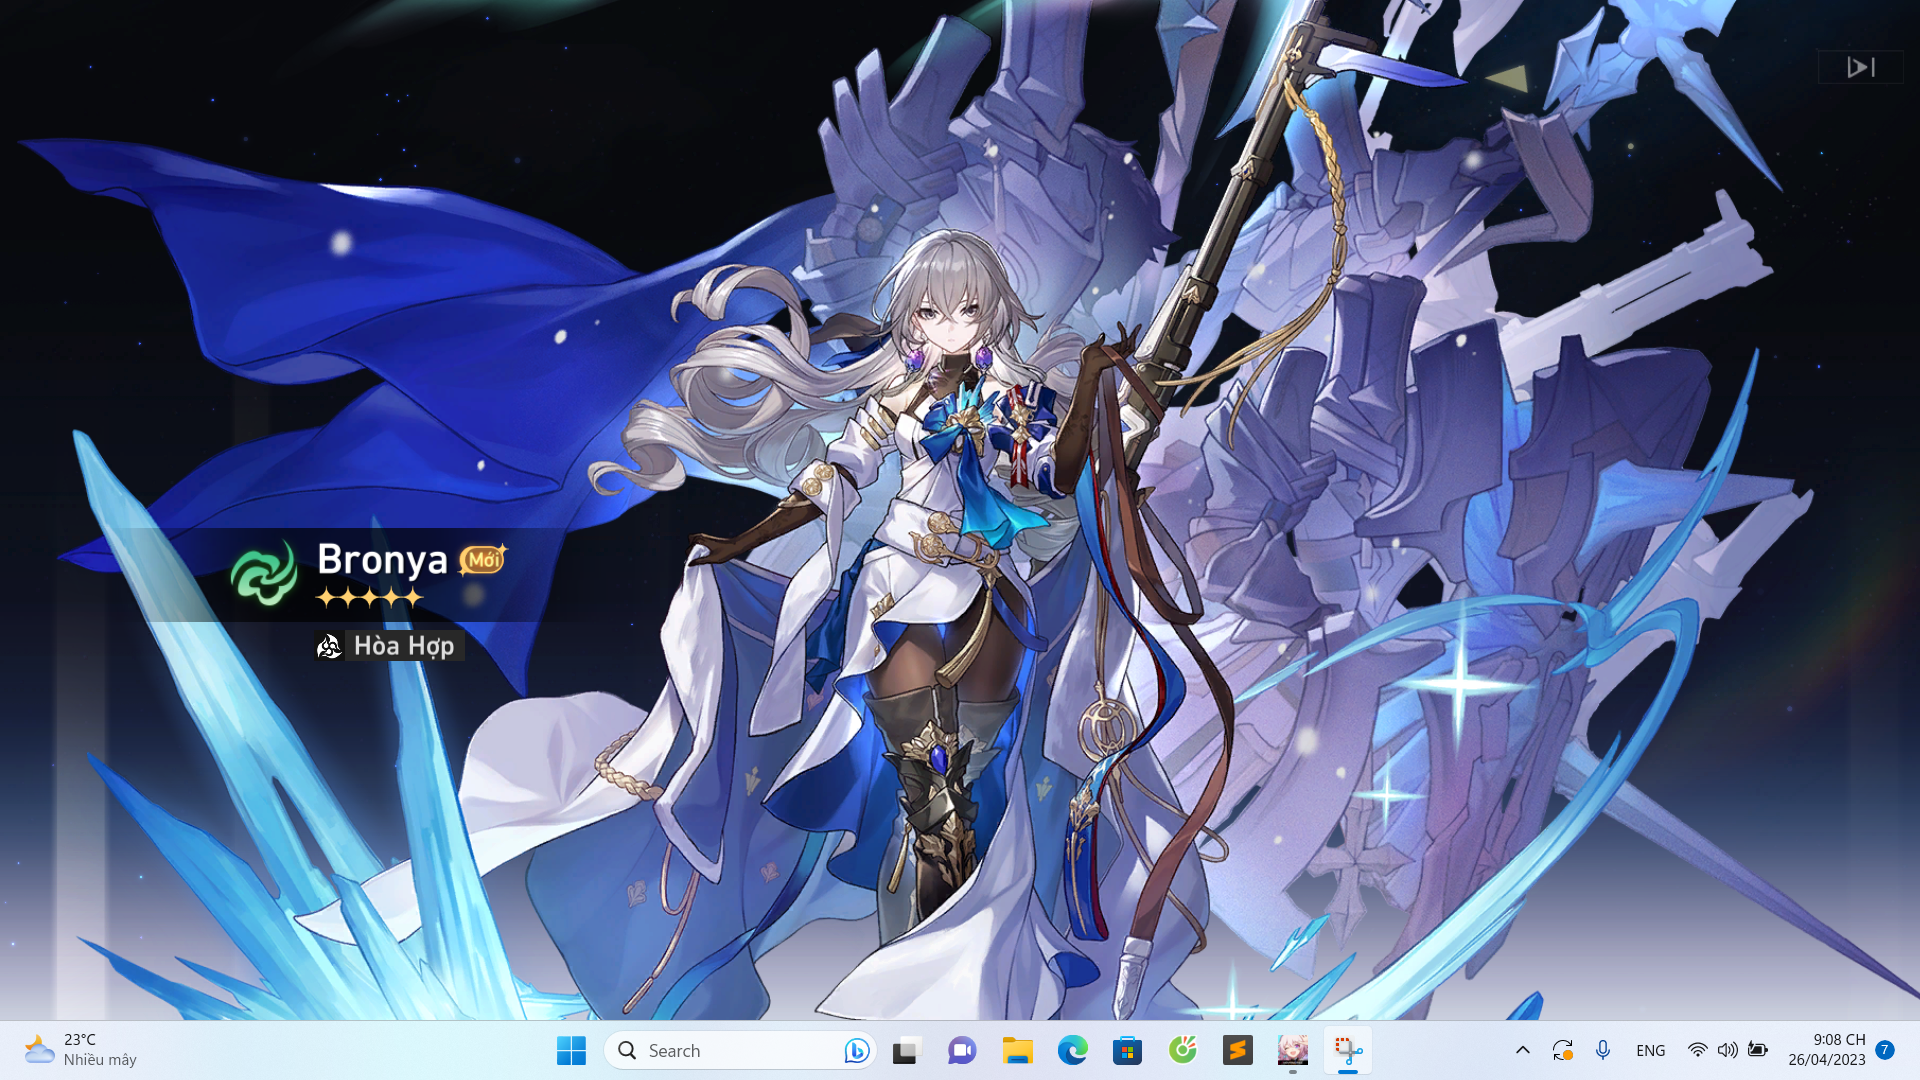 Bronya Mới
Hòa Hợp
23°C
Nhiều mây
Search
ENG
9:08 CH
26/04/2023
7